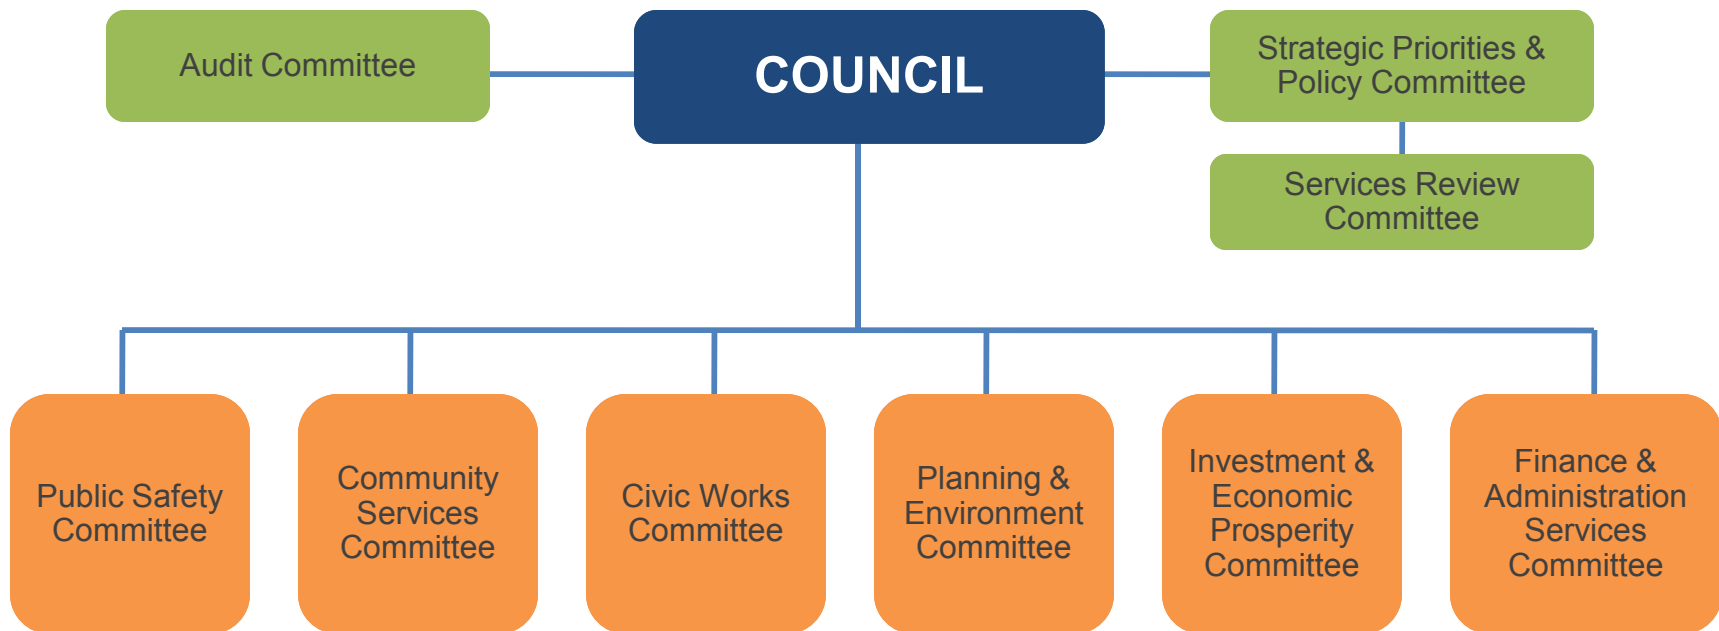 Audit Committee
COUNCIL
Strategic Priorities &
Policy Committee
Services Review
Committee
Public Safety
Committee
Community
Services
Committee
Civic Works
Committee
Planning &
Environment
Committee
Investment &
Economic
Prosperity
Committee
Finance &
Administration
Services
Committee